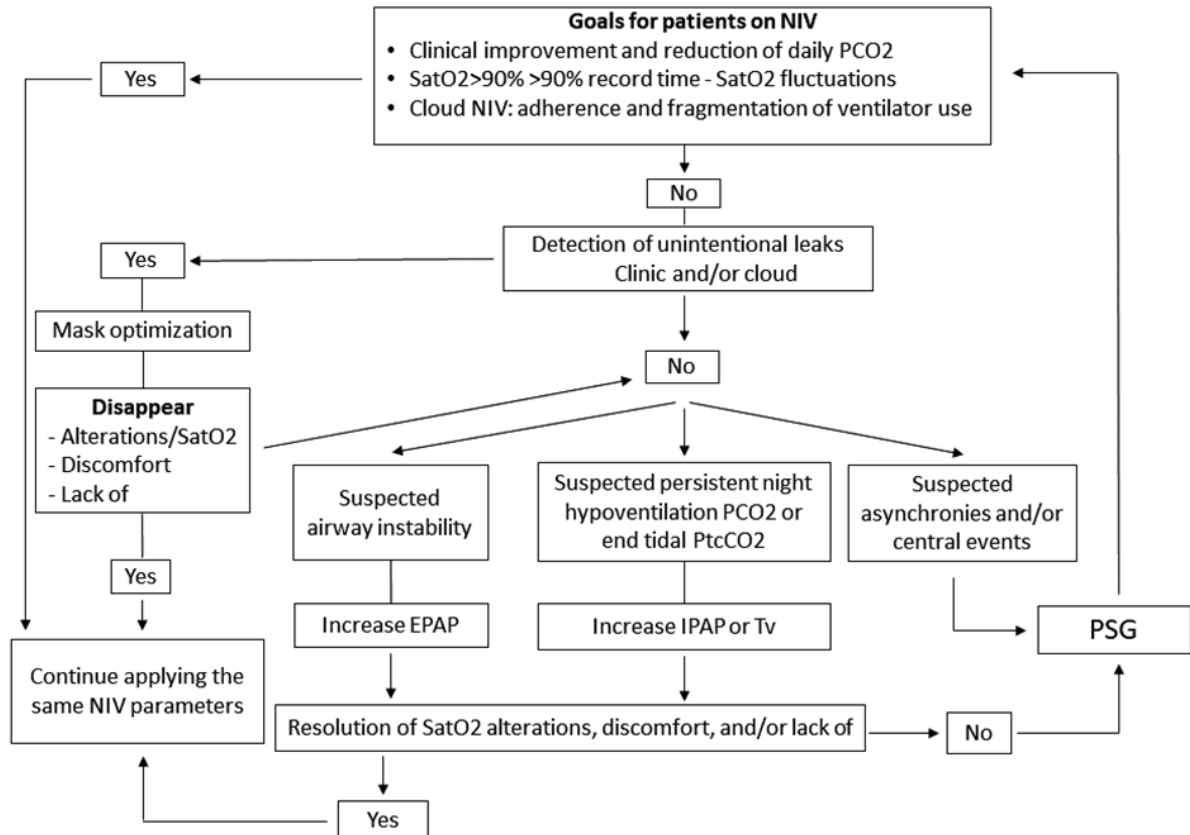 Goals for patients on NIV
• Clinical improvement and reduction of daily PCO2
• SatO2>90% >90% record time - SatO2 fluctuations
• Cloud NIV: adherence and fragmentation of ventilator use
Yes
No
Detection of unintentional leaks
Clinic and/or cloud
Yes
Mask optimization
No
Disappear
- Alterations/SatO2
- Discomfort
- Lack of
Suspected
airway instability
Suspected persistent night
hypoventilation PCO2 or
end tidal PtcCO2
Suspected
asynchronies and/or
central events
Yes
Increase EPAP
Increase IPAP or Tv
PSG
Continue applying the
same NIV parameters
Resolution of SatO2 alterations, discomfort, and/or lack of
No
Yes